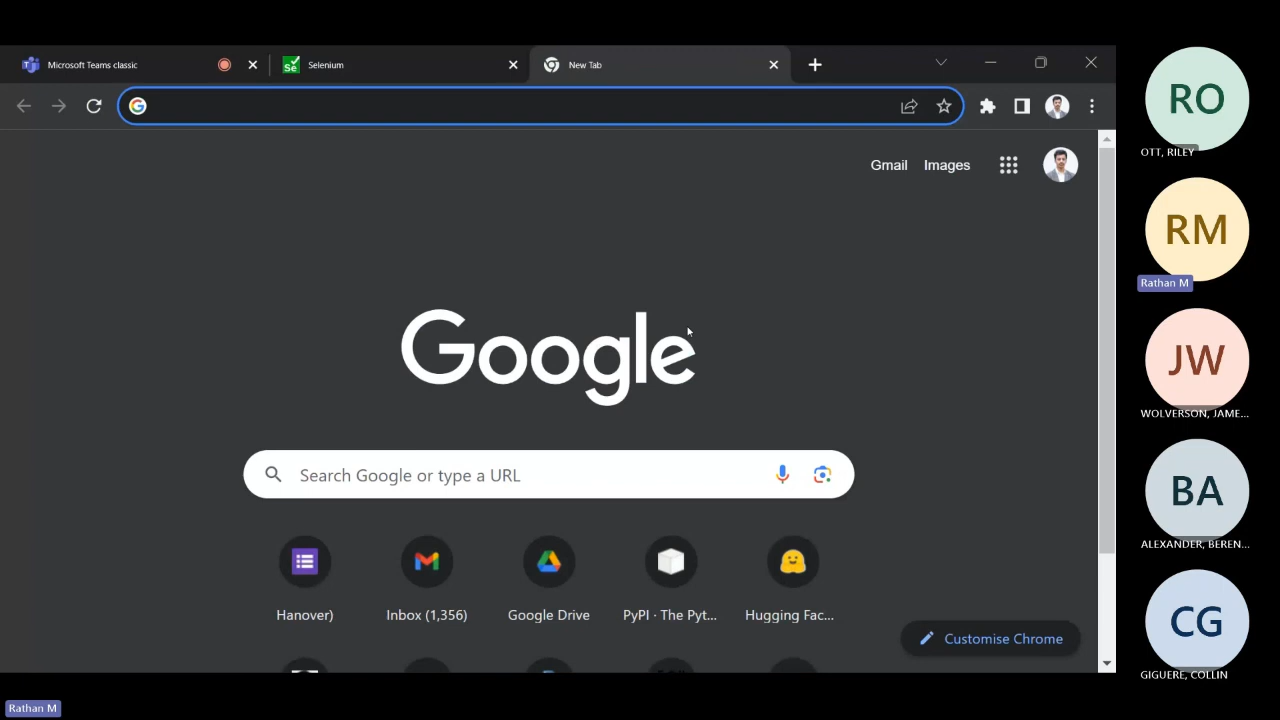 Microsoft Teams classic
Selenium
New Tab
Gmail
Images
Google
Search Google or type a URL
Hanover)
Inbox (1,356)
Google Drive
PyPI · The Pyt...
Hugging Fac...
Customise Chrome
RO
OTT, RILEY
RM
Rathan M
JW
WOLVERSON, JAME...
BA
ALEXANDER, BEREN...
CG
GIGUERE, COLLIN
Rathan M